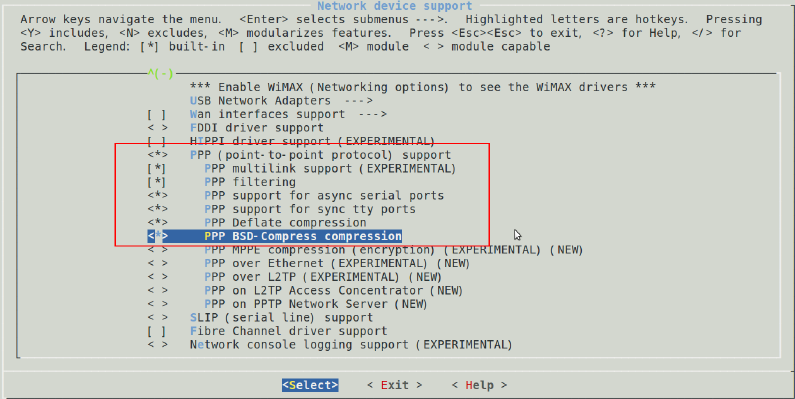 Network device support
Arrow keys navigate the menu. <Enter> selects submenus --->. Highlighted letters are hotkeys. Pressing
<Y> includes, <N> excludes, <M> modularizes features. Press <Esc><Esc> to exit, <?> for Help, </> for
Search. Legend: [*] built-in [ ] excluded <M> module < > module capable
^(-)
*** Enable WiMAX (Networking options) to see the WiMAX drivers ***
USB Network Adapters --->
[ ] Wan interfaces support --->
< > FDDI driver support
[ ] HIPPI driver support (EXPERIMENTAL)
<*> PPP (point-to-point protocol) support
[*] PPP multilink support (EXPERIMENTAL)
[*] PPP filtering
<*> PPP support for async serial ports
<*> PPP support for sync tty ports
<*> PPP Deflate compression
<*> PPP BSD-Compress compression
< > PPP MPPE compression (encryption) (EXPERIMENTAL) (NEW)
< > PPP over Ethernet (EXPERIMENTAL) (NEW)
< > PPP over L2TP (EXPERIMENTAL) (NEW)
< > PPP on L2TP Access Concentrator (NEW)
< > PPP on PPTP Network Server (NEW)
< > SLIP (serial line) support
[ ] Fibre Channel driver support
< > Network console logging support (EXPERIMENTAL)
<Select> < Exit > < Help >